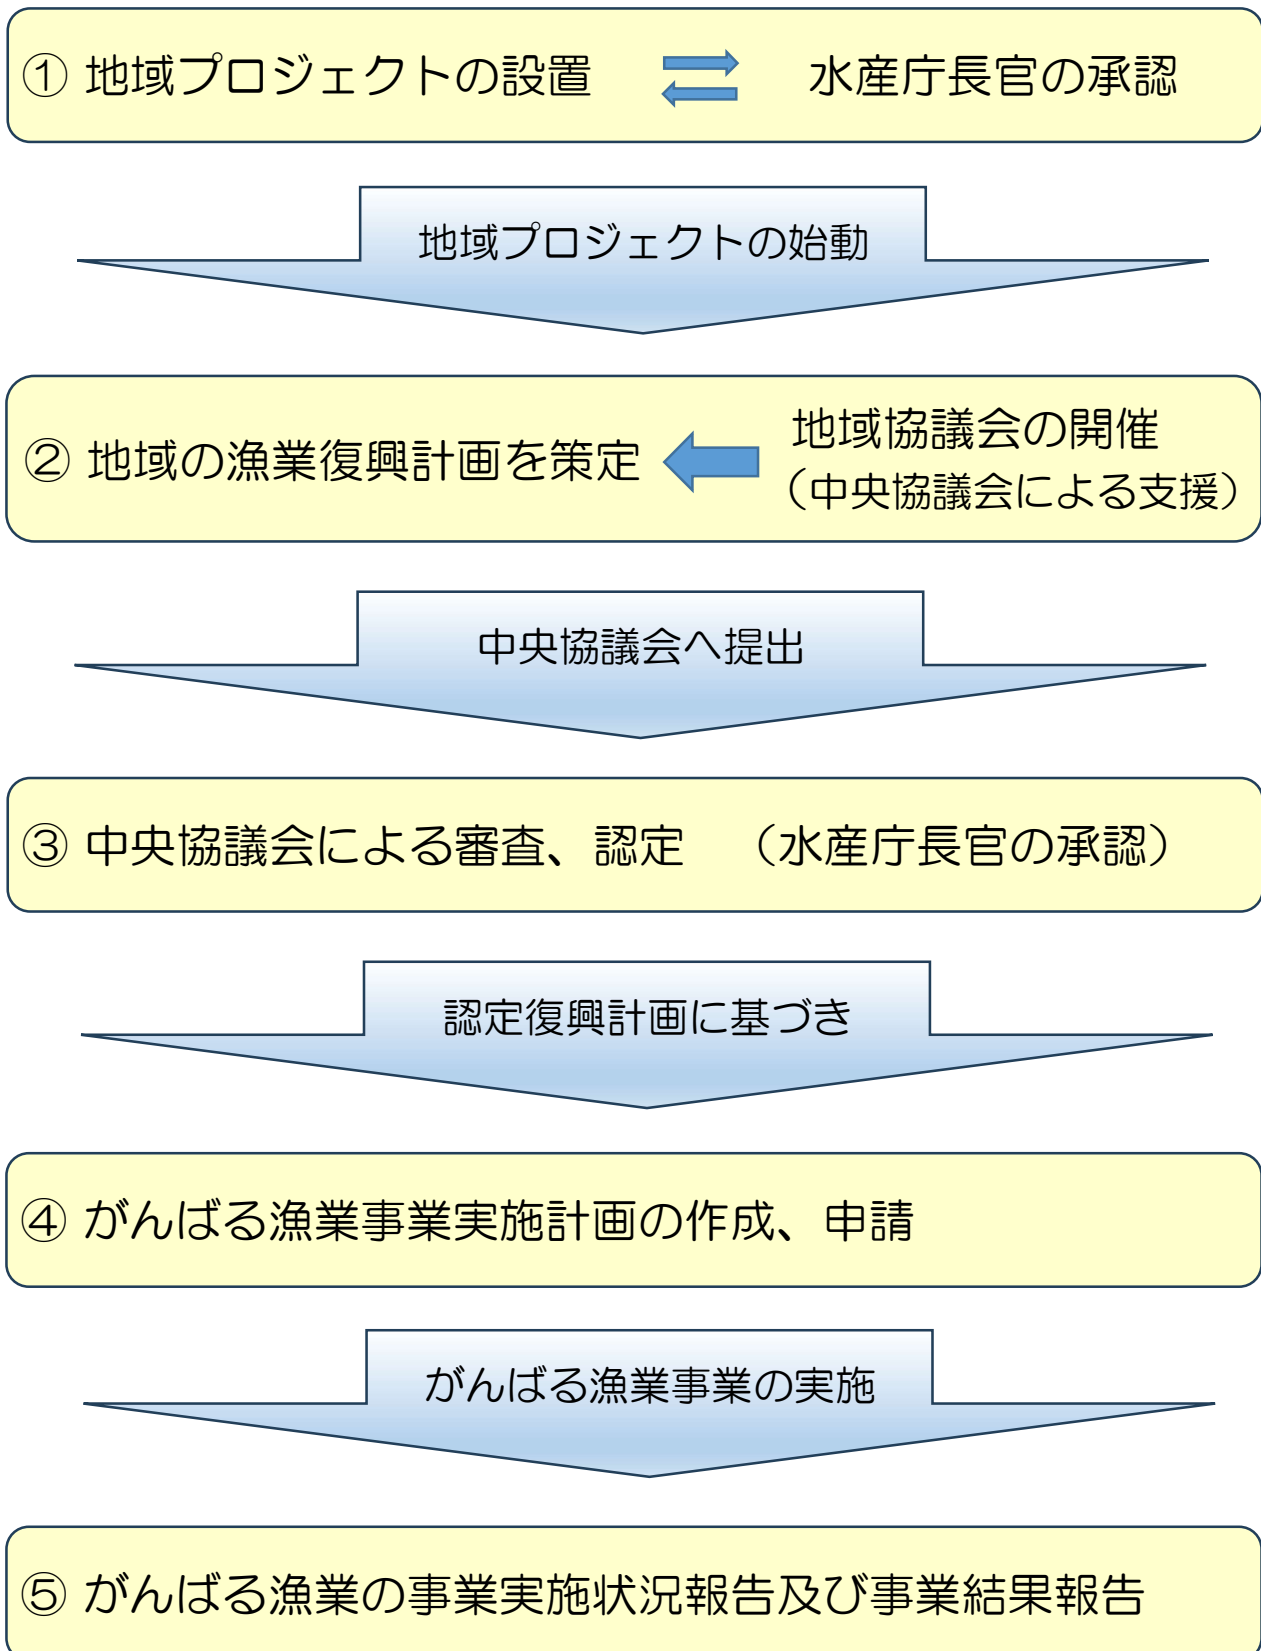 ① 地域プロジェクトの設置 水産庁長官の承認
地域プロジェクトの始動
② 地域の漁業復興計画を策定
地域協議会の開催
（中央協議会による支援）
中央協議会へ提出
③ 中央協議会による審査、認定 （水産庁長官の承認）
認定復興計画に基づき
④ がんばる漁業事業実施計画の作成、申請
がんばる漁業事業の実施
⑤ がんばる漁業の事業実施状況報告及び事業結果報告